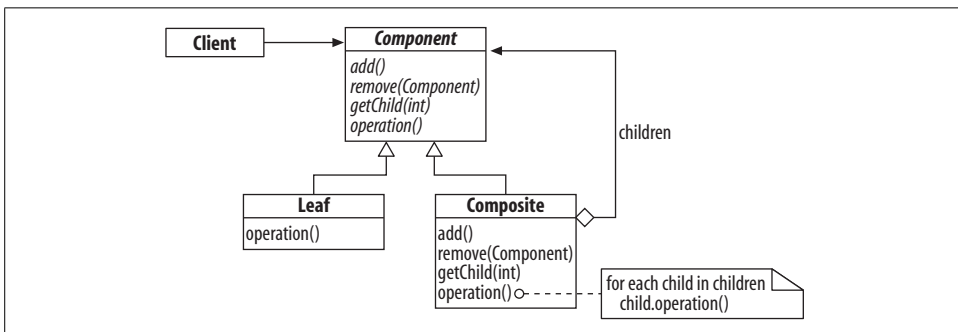 Client
Component
add()
remove(Component)
getChild(int)
operation()
children
Leaf
operation()
Composite
add()
remove(Component)
getChild(int)
operation()
for each child in children
child.operation()